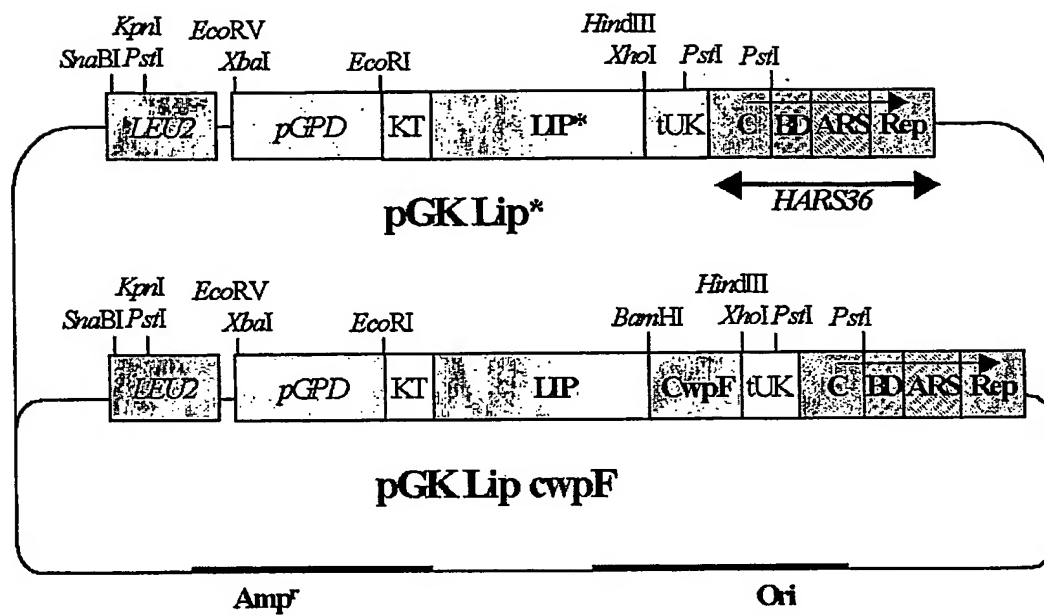 KpnI EcoRV HindIII
SnaBI PstI XbaI EcoRI XhoI PstI PstI
LEU2 pGPD KT LIP* tUK C BD ARS Rep
HARS36
pGK Lip*
KpnI EcoRV HindIII
SnaBI PstI XbaI EcoRI BamHI XhoI PstI PstI
LEU2 pGPD KT LIP CwpF tUK C BD ARS Rep
pGK Lip cwpF
Ampʳ Ori